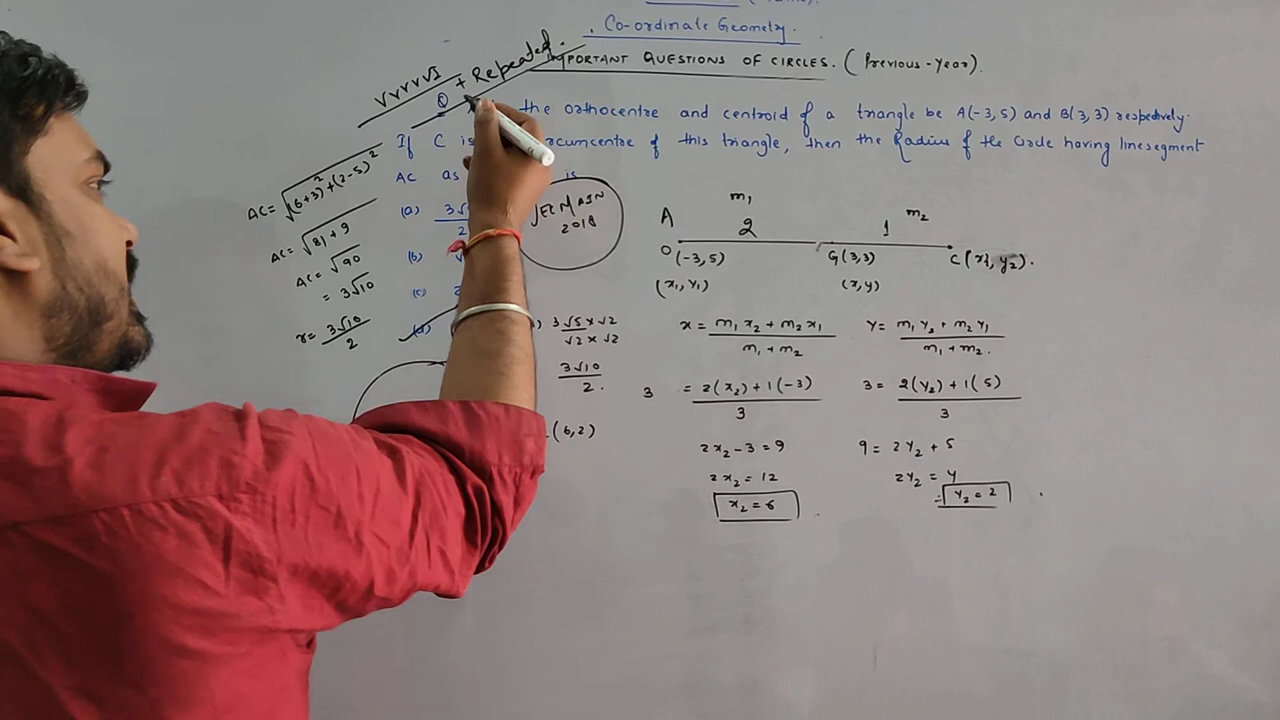 Co-ordinate Geometry.
IMPORTANT QUESTIONS OF CIRCLES. (Previous-Year).
VVVVVI
Q + Repeated.
the orthocentre and centroid of a triangle be A(-3,5) and B(3,3) respectively.
If C is cumcentre of this triangle, then the Radius of the Circle having line segment
AC as is
(a) 3√
2
(b)
(c) 2
(d)
JEE MAIN
2018
AC = √(6+3)²+(2-5)²
AC = √81+9
AC = √90
= 3√10
r = 3√10
2
3√5 × √2
√2 × √2
3√10
2.
(6,2)
A m₁ 2 1 m₂
O(-3,5) G(3,3) C(x₂, y₂).
(x₁, y₁) (x, y)
x = m₁x₂ + m₂x₁
m₁ + m₂
3 = 2(x₂) + 1(-3)
3
2x₂ - 3 = 9
2x₂ = 12
x₂ = 6
Y = m₁Y₂ + m₂Y₁
m₁ + m₂.
3 = 2(Y₂) + 1(5)
3
9 = 2Y₂ + 5
2Y₂ = 4
Y₂ = 2